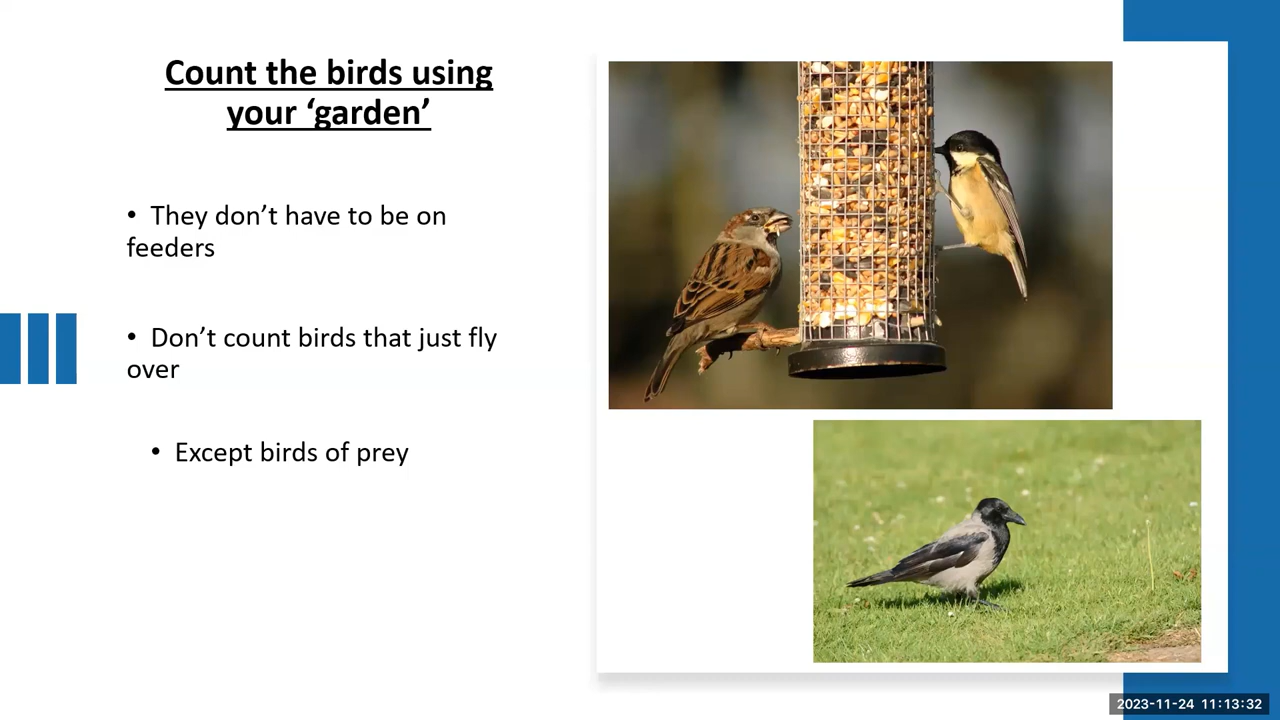 Count the birds using
your ‘garden’
• They don’t have to be on
feeders
• Don’t count birds that just fly
over
• Except birds of prey
2023-11-24 11:13:32